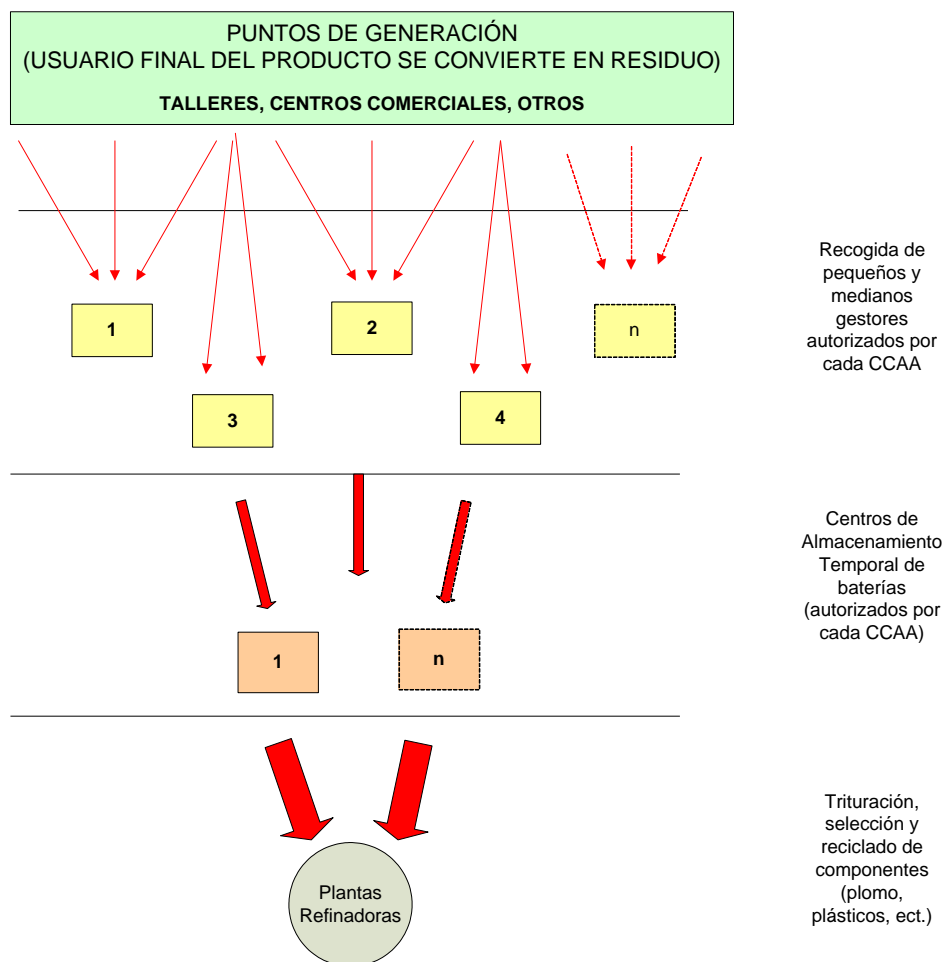 PUNTOS DE GENERACIÓN
(USUARIO FINAL DEL PRODUCTO SE CONVIERTE EN RESIDUO)
TALLERES, CENTROS COMERCIALES, OTROS
Recogida de
pequeños y
medianos
gestores
autorizados por
cada CCAA
1
2
n
3
4
Centros de
Almacenamiento
Temporal de
baterías
(autorizados por
cada CCAA)
1
n
Trituración,
selección y
reciclado de
componentes
(plomo,
plásticos, ect.)
Plantas
Refinadoras